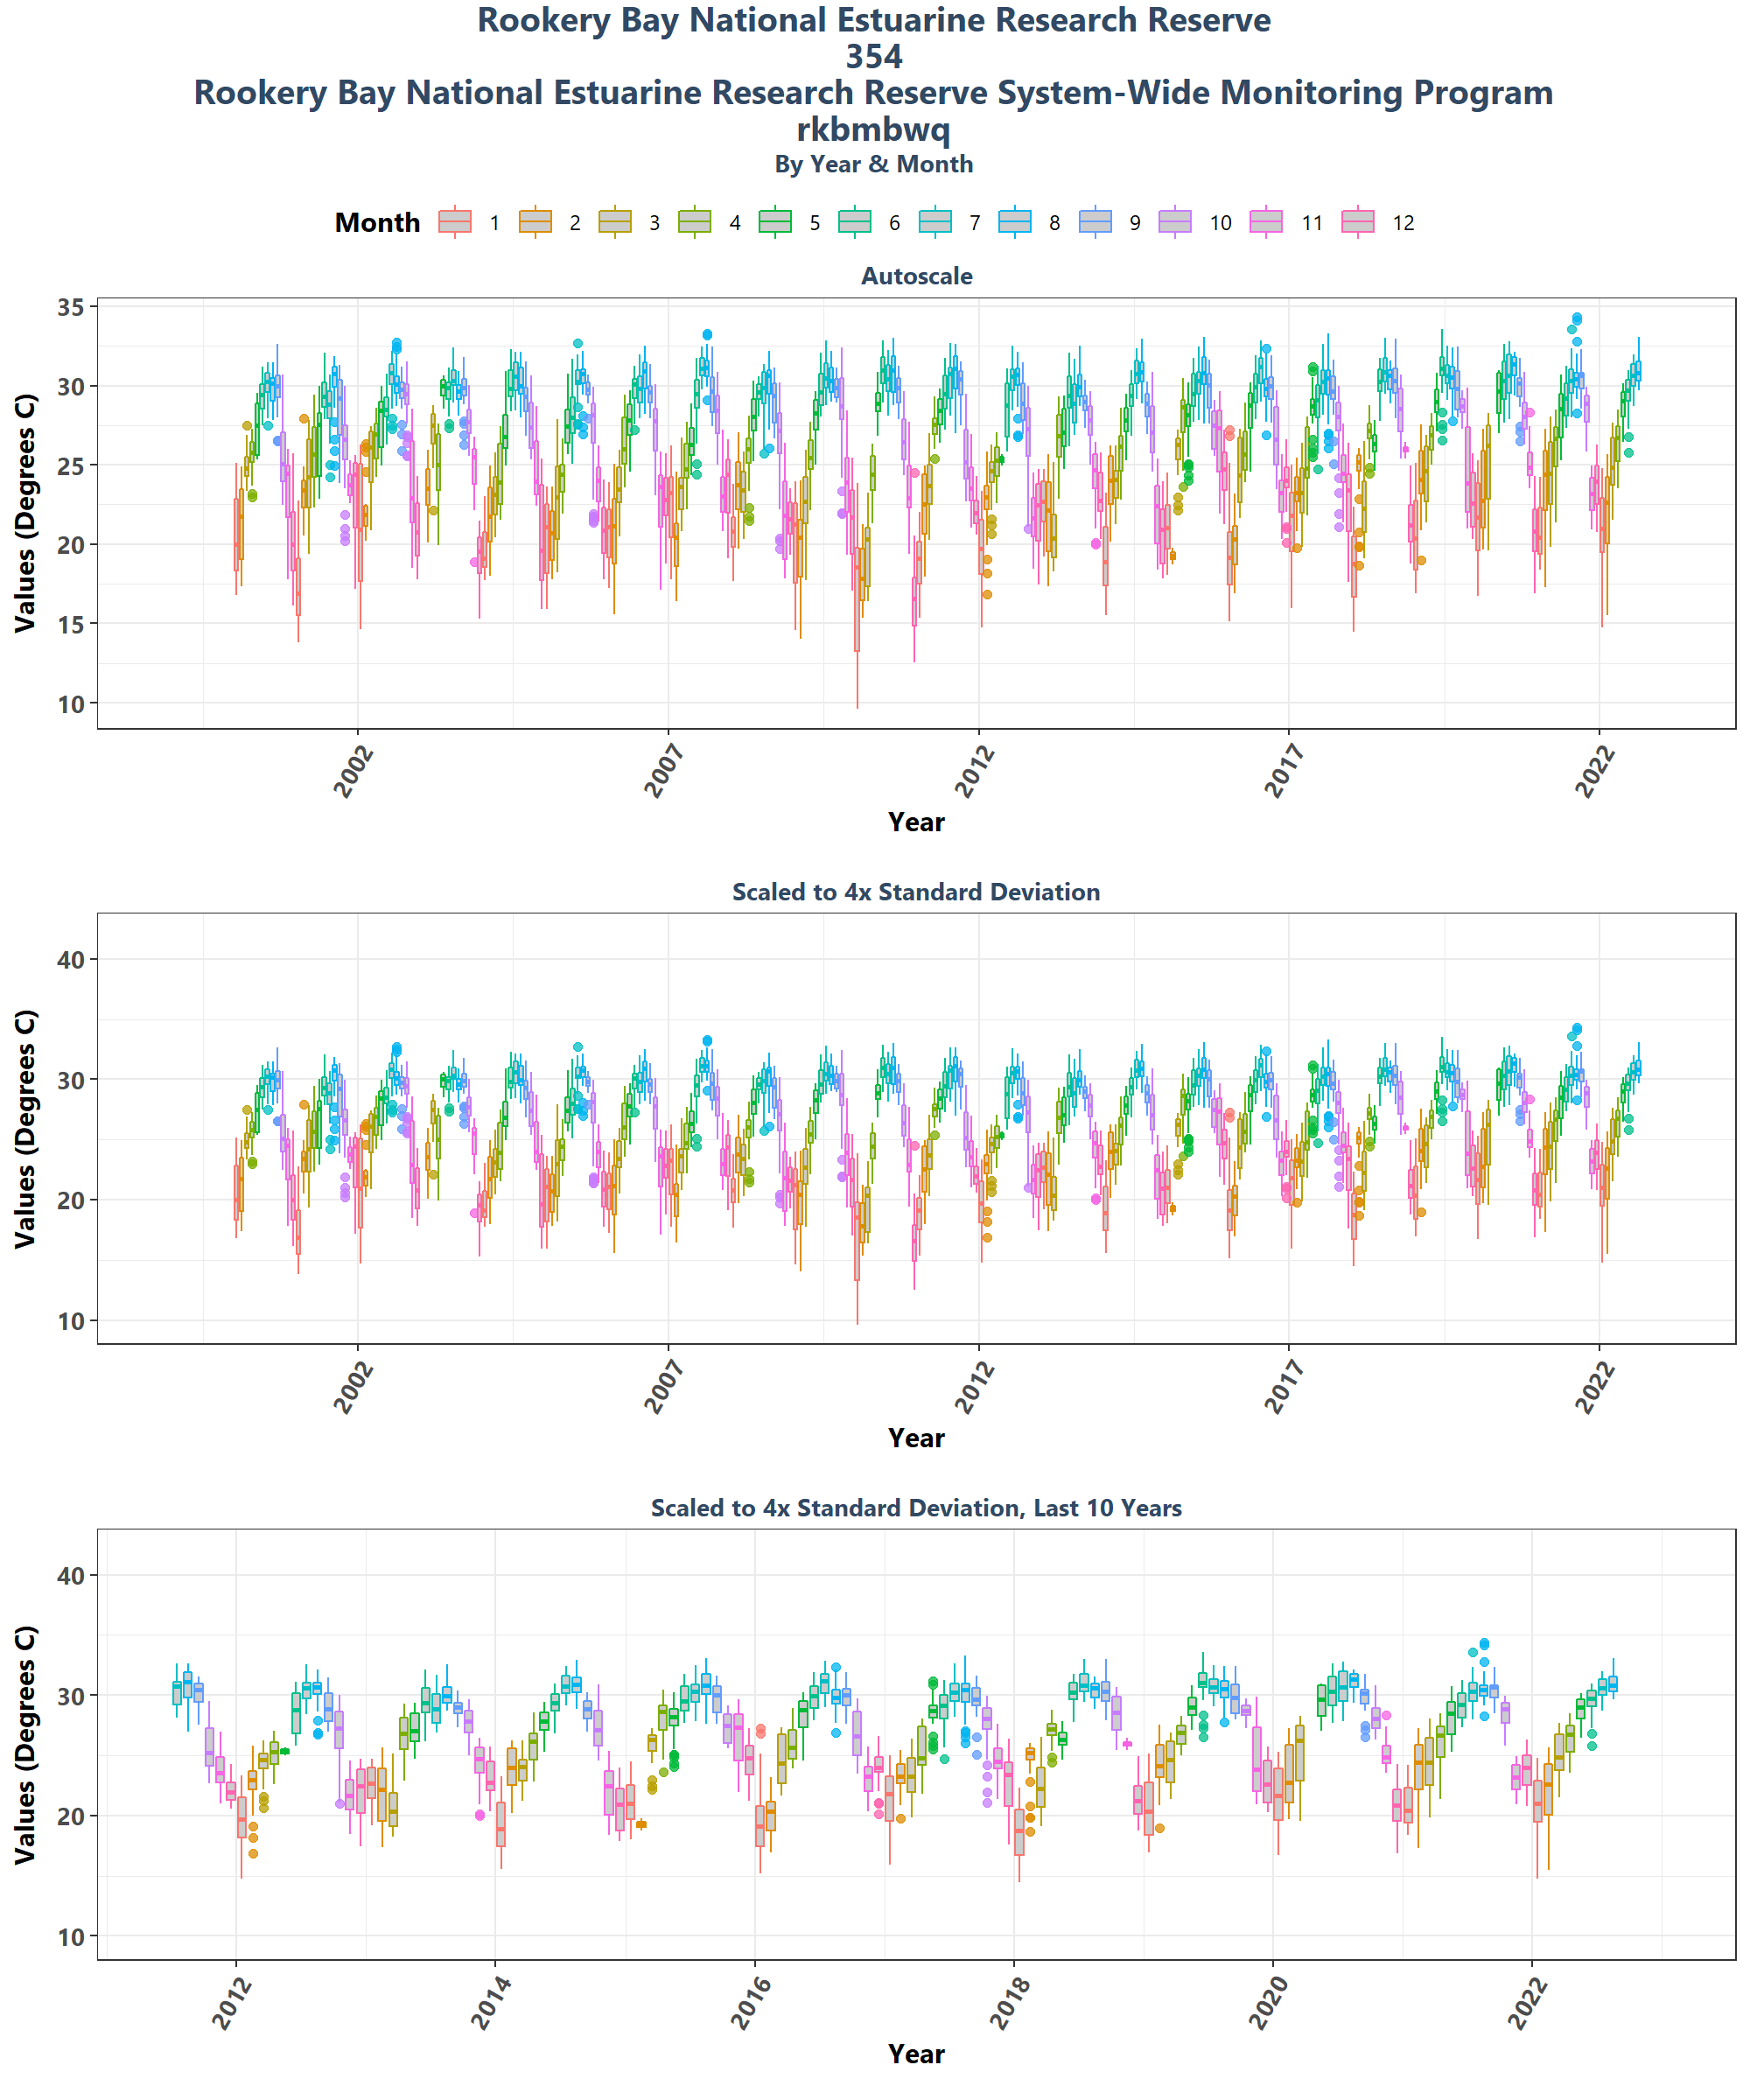 Rookery Bay National Estuarine Research Reserve
354
Rookery Bay National Estuarine Research Reserve System-Wide Monitoring Program
rkbmbwq
By Year & Month
Month 1 2 3 4 5 6 7 8 9 10 11 12
Autoscale
Values (Degrees C)
35
30
25
20
15
10
2002 2007 2012 2017 2022
Year
Scaled to 4x Standard Deviation
Values (Degrees C)
40
30
20
10
2002 2007 2012 2017 2022
Year
Scaled to 4x Standard Deviation, Last 10 Years
Values (Degrees C)
40
30
20
10
2012 2014 2016 2018 2020 2022
Year